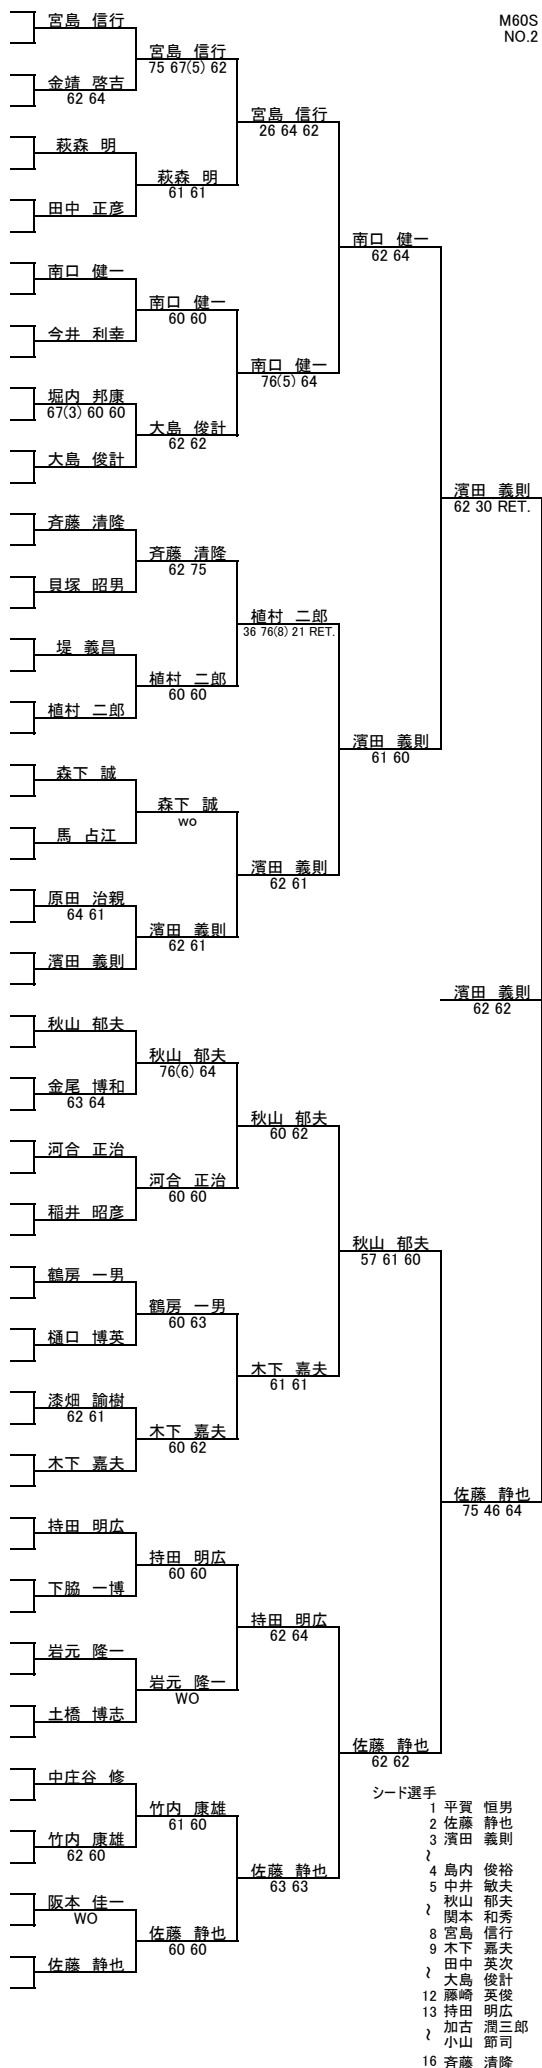 M60S
NO.2
宮島 信行
宮島 信行
75 67(5) 62
金靖 啓吉
62 64
宮島 信行
26 64 62
萩森 明
萩森 明
61 61
田中 正彦
南口 健一
62 64
南口 健一
南口 健一
60 60
今井 利幸
南口 健一
76(5) 64
堀内 邦康
67(3) 60 60
大島 俊計
62 62
大島 俊計
濱田 義則
62 30 RET.
斉藤 清隆
斉藤 清隆
62 75
貝塚 昭男
植村 二郎
36 76(8) 21 RET.
堤 義昌
植村 二郎
60 60
植村 二郎
濱田 義則
61 60
森下 誠
森下 誠
wo
馬 占江
濱田 義則
62 61
原田 治親
64 61
濱田 義則
62 61
濱田 義則
濱田 義則
62 62
秋山 郁夫
秋山 郁夫
76(6) 64
金尾 博和
63 64
秋山 郁夫
60 62
河合 正治
河合 正治
60 60
稲井 昭彦
秋山 郁夫
57 61 60
鶴房 一男
鶴房 一男
60 63
樋口 博英
木下 嘉夫
61 61
漆畑 諭樹
62 61
木下 嘉夫
60 62
木下 嘉夫
佐藤 静也
75 46 64
持田 明広
持田 明広
60 60
下脇 一博
持田 明広
62 64
岩元 隆一
岩元 隆一
WO
土橋 博志
佐藤 静也
62 62
中庄谷 修
竹内 康雄
61 60
竹内 康雄
62 60
佐藤 静也
63 63
阪本 佳一
WO
佐藤 静也
60 60
佐藤 静也
シード選手
1 平賀 恒男
2 佐藤 静也
3 濱田 義則
~
4 島内 俊裕
5 中井 敏夫
秋山 郁夫
~ 関本 和秀
8 宮島 信行
9 木下 嘉夫
田中 英次
~ 大島 俊計
12 藤崎 英俊
13 持田 明広
加古 潤三郎
~ 小山 節司
16 斉藤 清隆